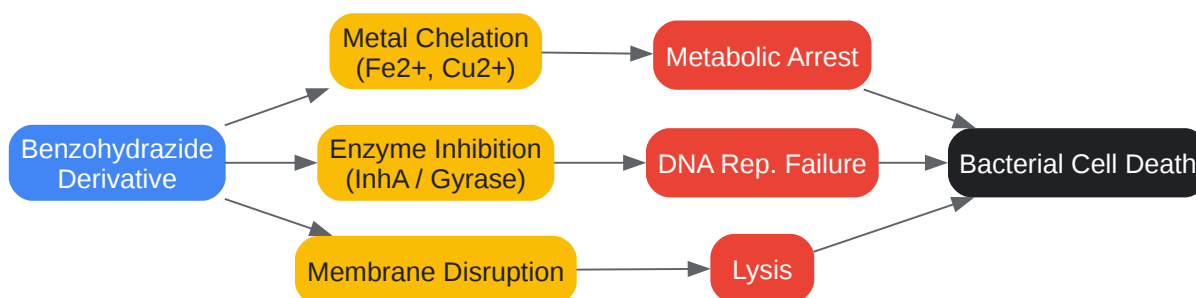 Benzohydrazide
Derivative
Metal Chelation
(Fe2+, Cu2+)
Metabolic Arrest
Enzyme Inhibition
(InhA / Gyrase)
DNA Rep. Failure
Bacterial Cell Death
Membrane Disruption
Lysis